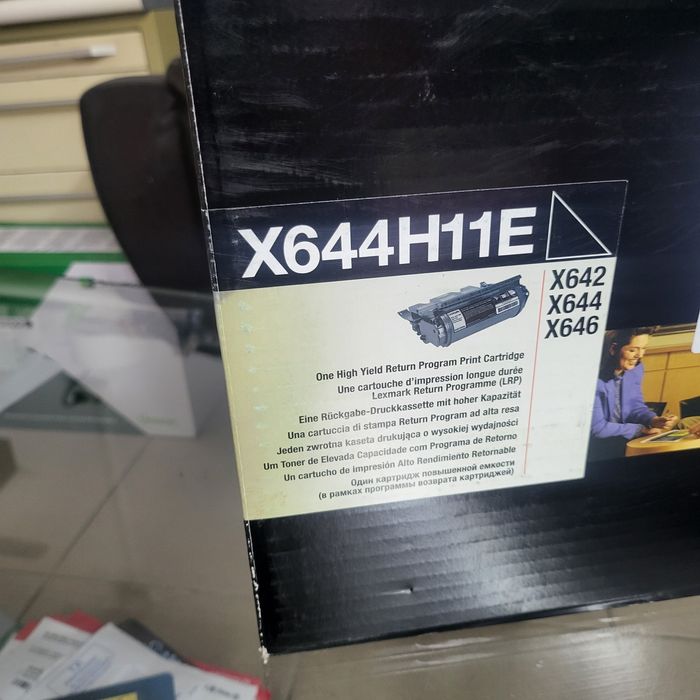 X644H11E
X642
X644
X646
One High Yield Return Program Print Cartridge
Une cartouche d'impression longue durée
Lexmark Return Programme (LRP)
Eine Rückgabe-Druckkassette mit hoher Kapazität
Una cartuccia di stampa Return Program ad alta resa
Jeden zwrotna kaseta drukująca o wysokiej wydajności
Um Toner de Elevada Capacidade com Programa de Retorno
Un cartucho de impresión Alto Rendimiento Retornable
Один картридж повышенной емкости
(в рамках программы возврата картриджей)